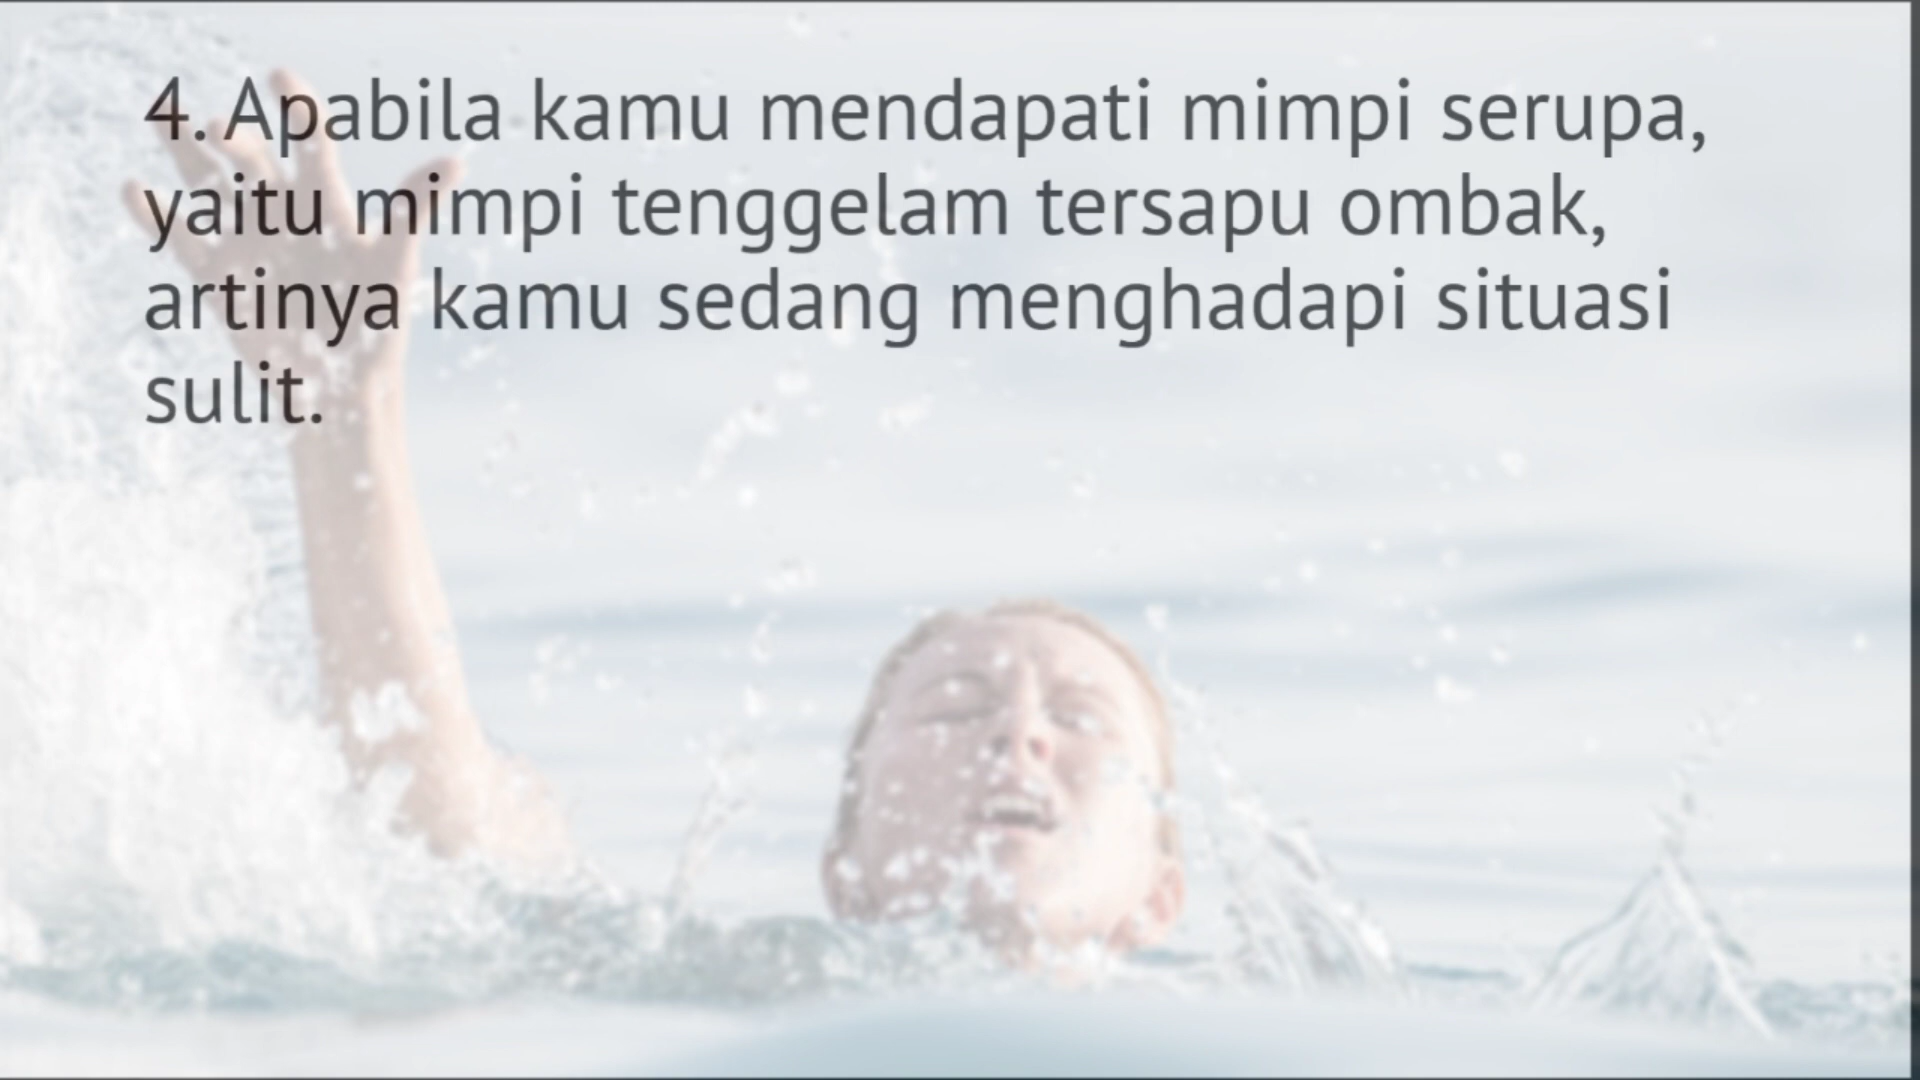 4. Apabila kamu mendapati mimpi serupa,
yaitu mimpi tenggelam tersapu ombak,
artinya kamu sedang menghadapi situasi
sulit.